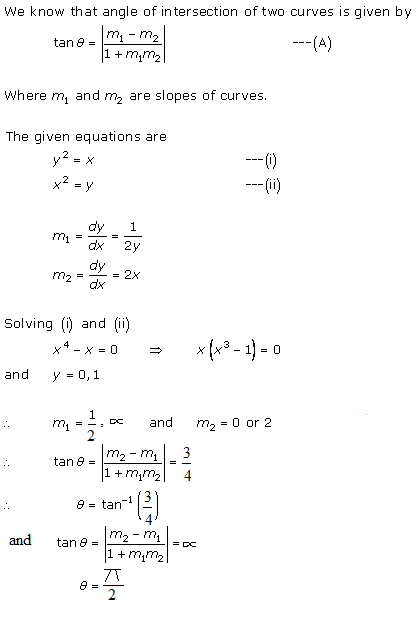 We know that angle of intersection of two curves is given by
tan θ = |(m₁ − m₂)/(1 + m₁m₂)| ---(A)
Where m₁ and m₂ are slopes of curves.
The given equations are
y² = x ---(i)
x² = y ---(ii)
m₁ = dy/dx = 1/2y
m₂ = dy/dx = 2x
Solving (i) and (ii)
x⁴ − x = 0 ⇒ x(x³ − 1) = 0
and y = 0, 1
∴ m₁ = 1/2, ∝ and m₂ = 0 or 2
∴ tan θ = |(m₂ − m₁)/(1 + m₁m₂)| = 3/4
∴ θ = tan⁻¹(3/4)
and tan θ = |(m₂ − m₁)/(1 + m₁m₂)| = ∝
θ = π/2